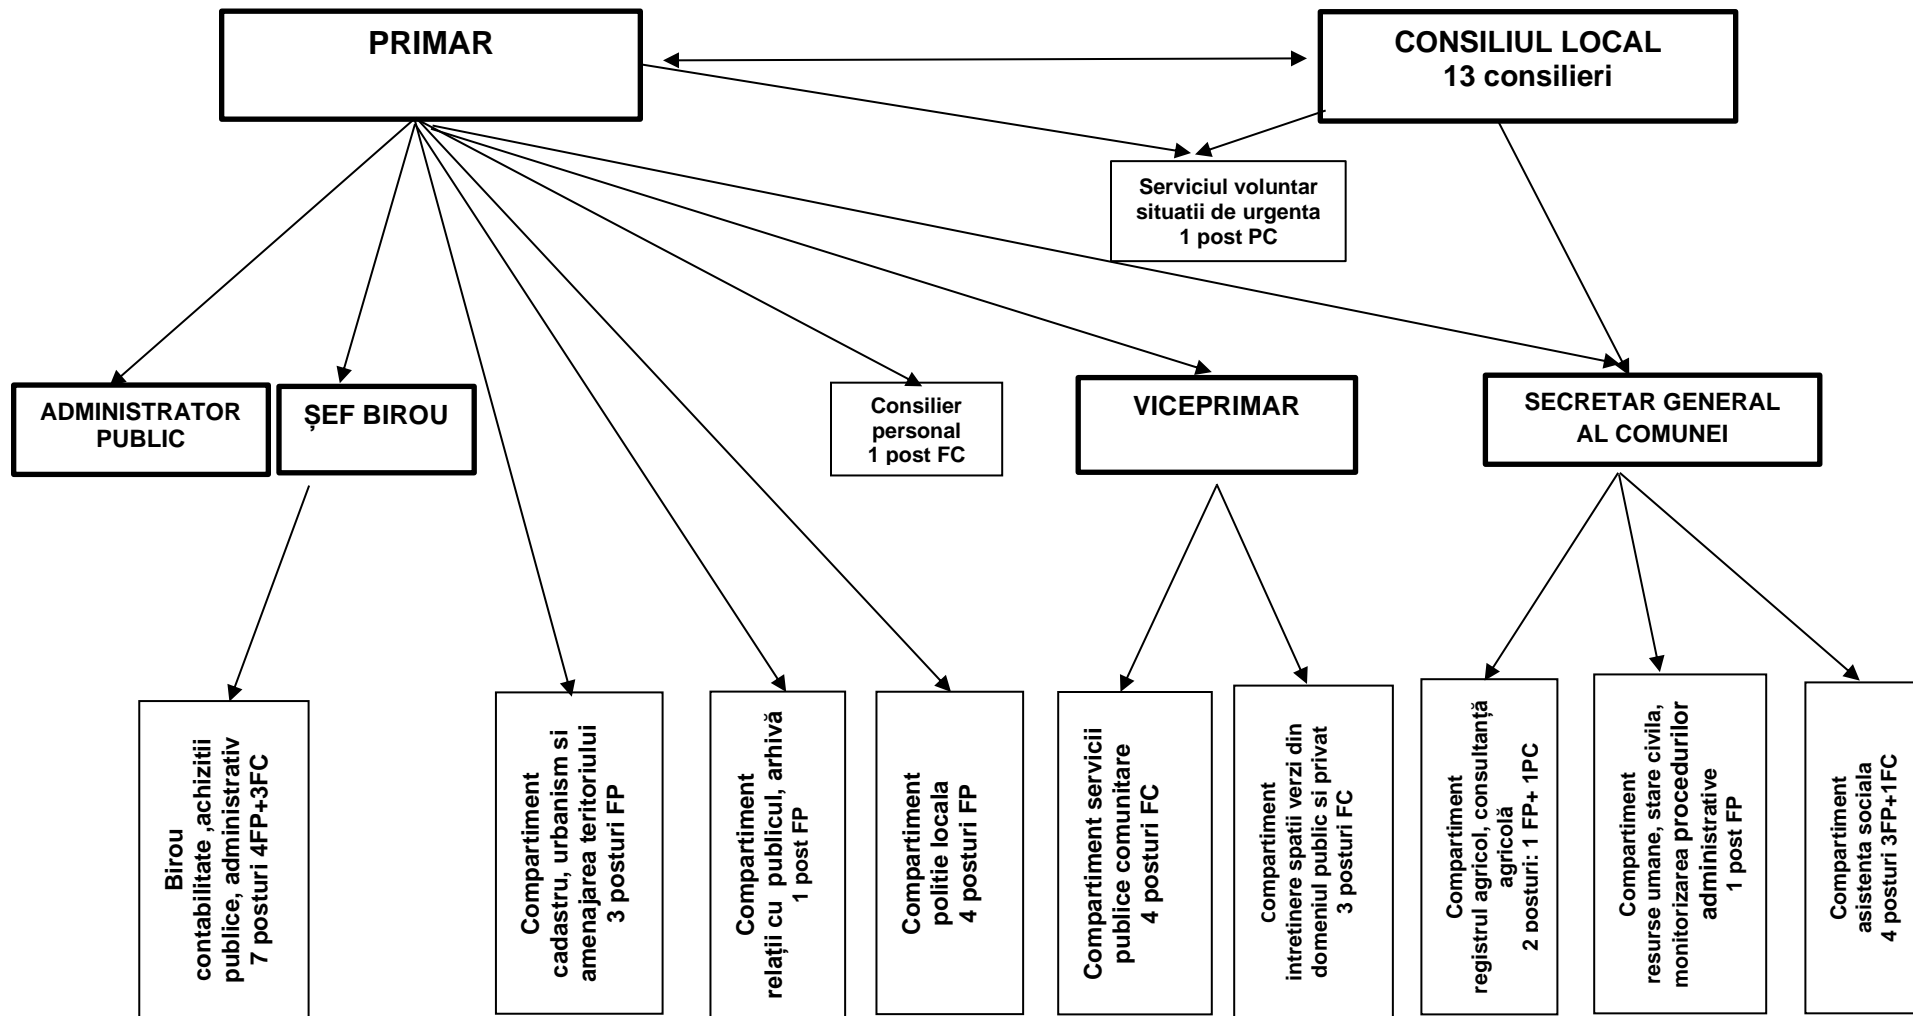 PRIMAR
CONSILIUL LOCAL
13 consilieri
Serviciul voluntar
situatii de urgenta
1 post PC
ADMINISTRATOR
PUBLIC
ȘEF BIROU
Consilier
personal
1 post FC
VICEPRIMAR
SECRETAR GENERAL
AL COMUNEI
Birou
contabilitate ,achizitii
publice, administrativ
7 posturi 4FP+3FC
Compartiment
cadastru, urbanism si
amenajarea teritoriului
3 posturi FP
Compartiment
relații cu publicul, arhivă
1 post FP
Compartiment
politie locala
4 posturi FP
Compartiment servicii
publice comunitare
4 posturi FC
Compartiment
intretinere spatii verzi din
domeniul public si privat
3 posturi FC
Compartiment
registrul agricol, consultanță
agricolă
2 posturi: 1 FP+ 1PC
Compartiment
resurse umane, stare civila,
monitorizarea procedurilor
administrative
1 post FP
Compartiment
asistenta sociala
4 posturi 3FP+1FC